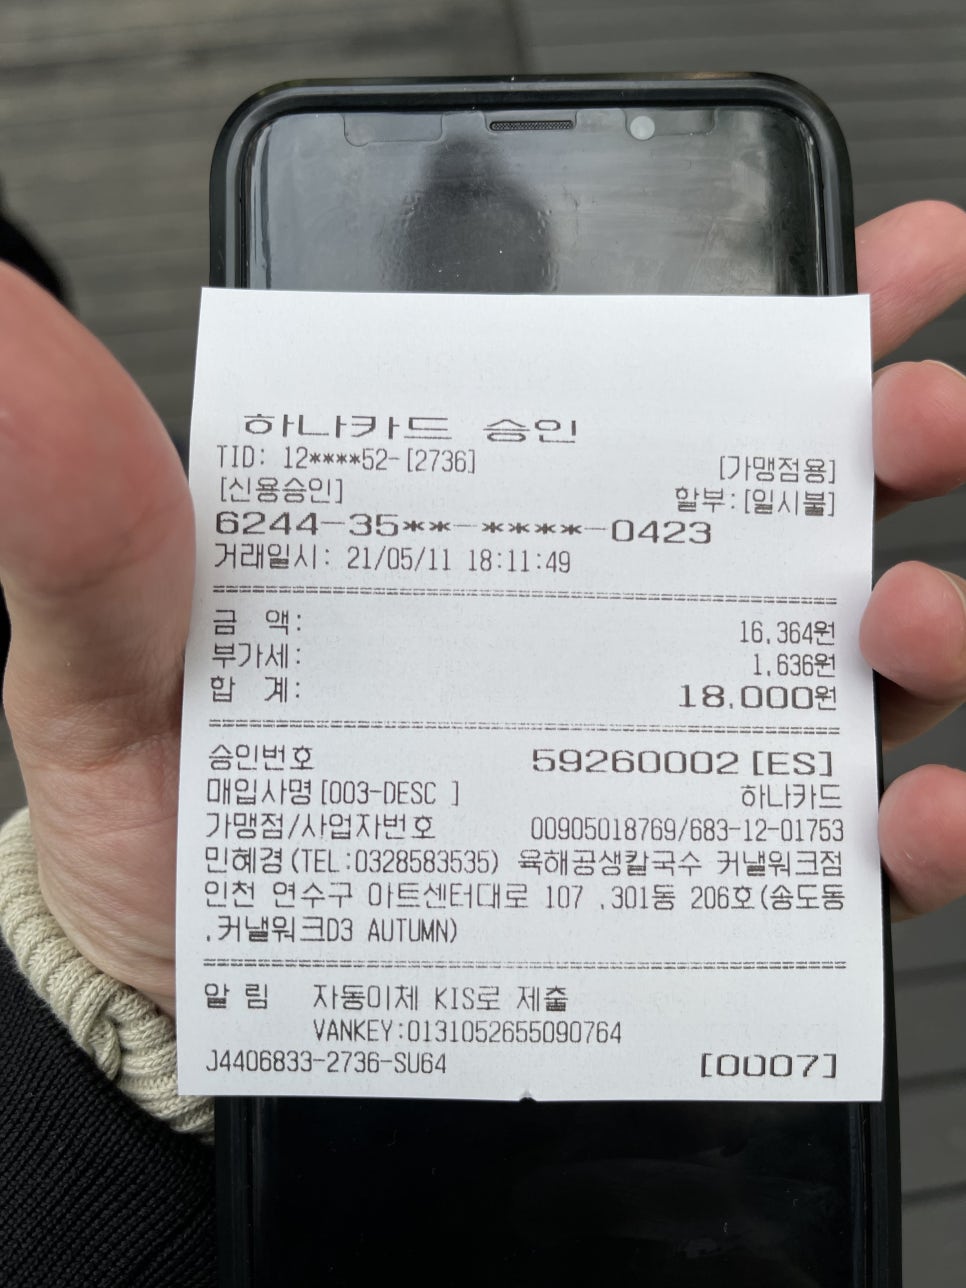 하나카드 승인
TID: 12****52-[2736] [가맹점용]
[신용승인] 할부:[일시불]
6244-35**-****-0423
거래일시: 21/05/11 18:11:49
금 액: 16,364원
부가세: 1,636원
합 계: 18,000원
승인번호 59260002[ES]
매입사명[003-DESC ] 하나카드
가맹점/사업자번호 00905018769/683-12-01753
민혜경(TEL:0328583535) 육해공생칼국수 커낼워크점
인천 연수구 아트센터대로 107 ,301동 206호(송도동
,커낼워크D3 AUTUMN)
알 림 자동이체 KIS로 제출
VANKEY:0131052655090764
J4406833-2736-SU64 [0007]